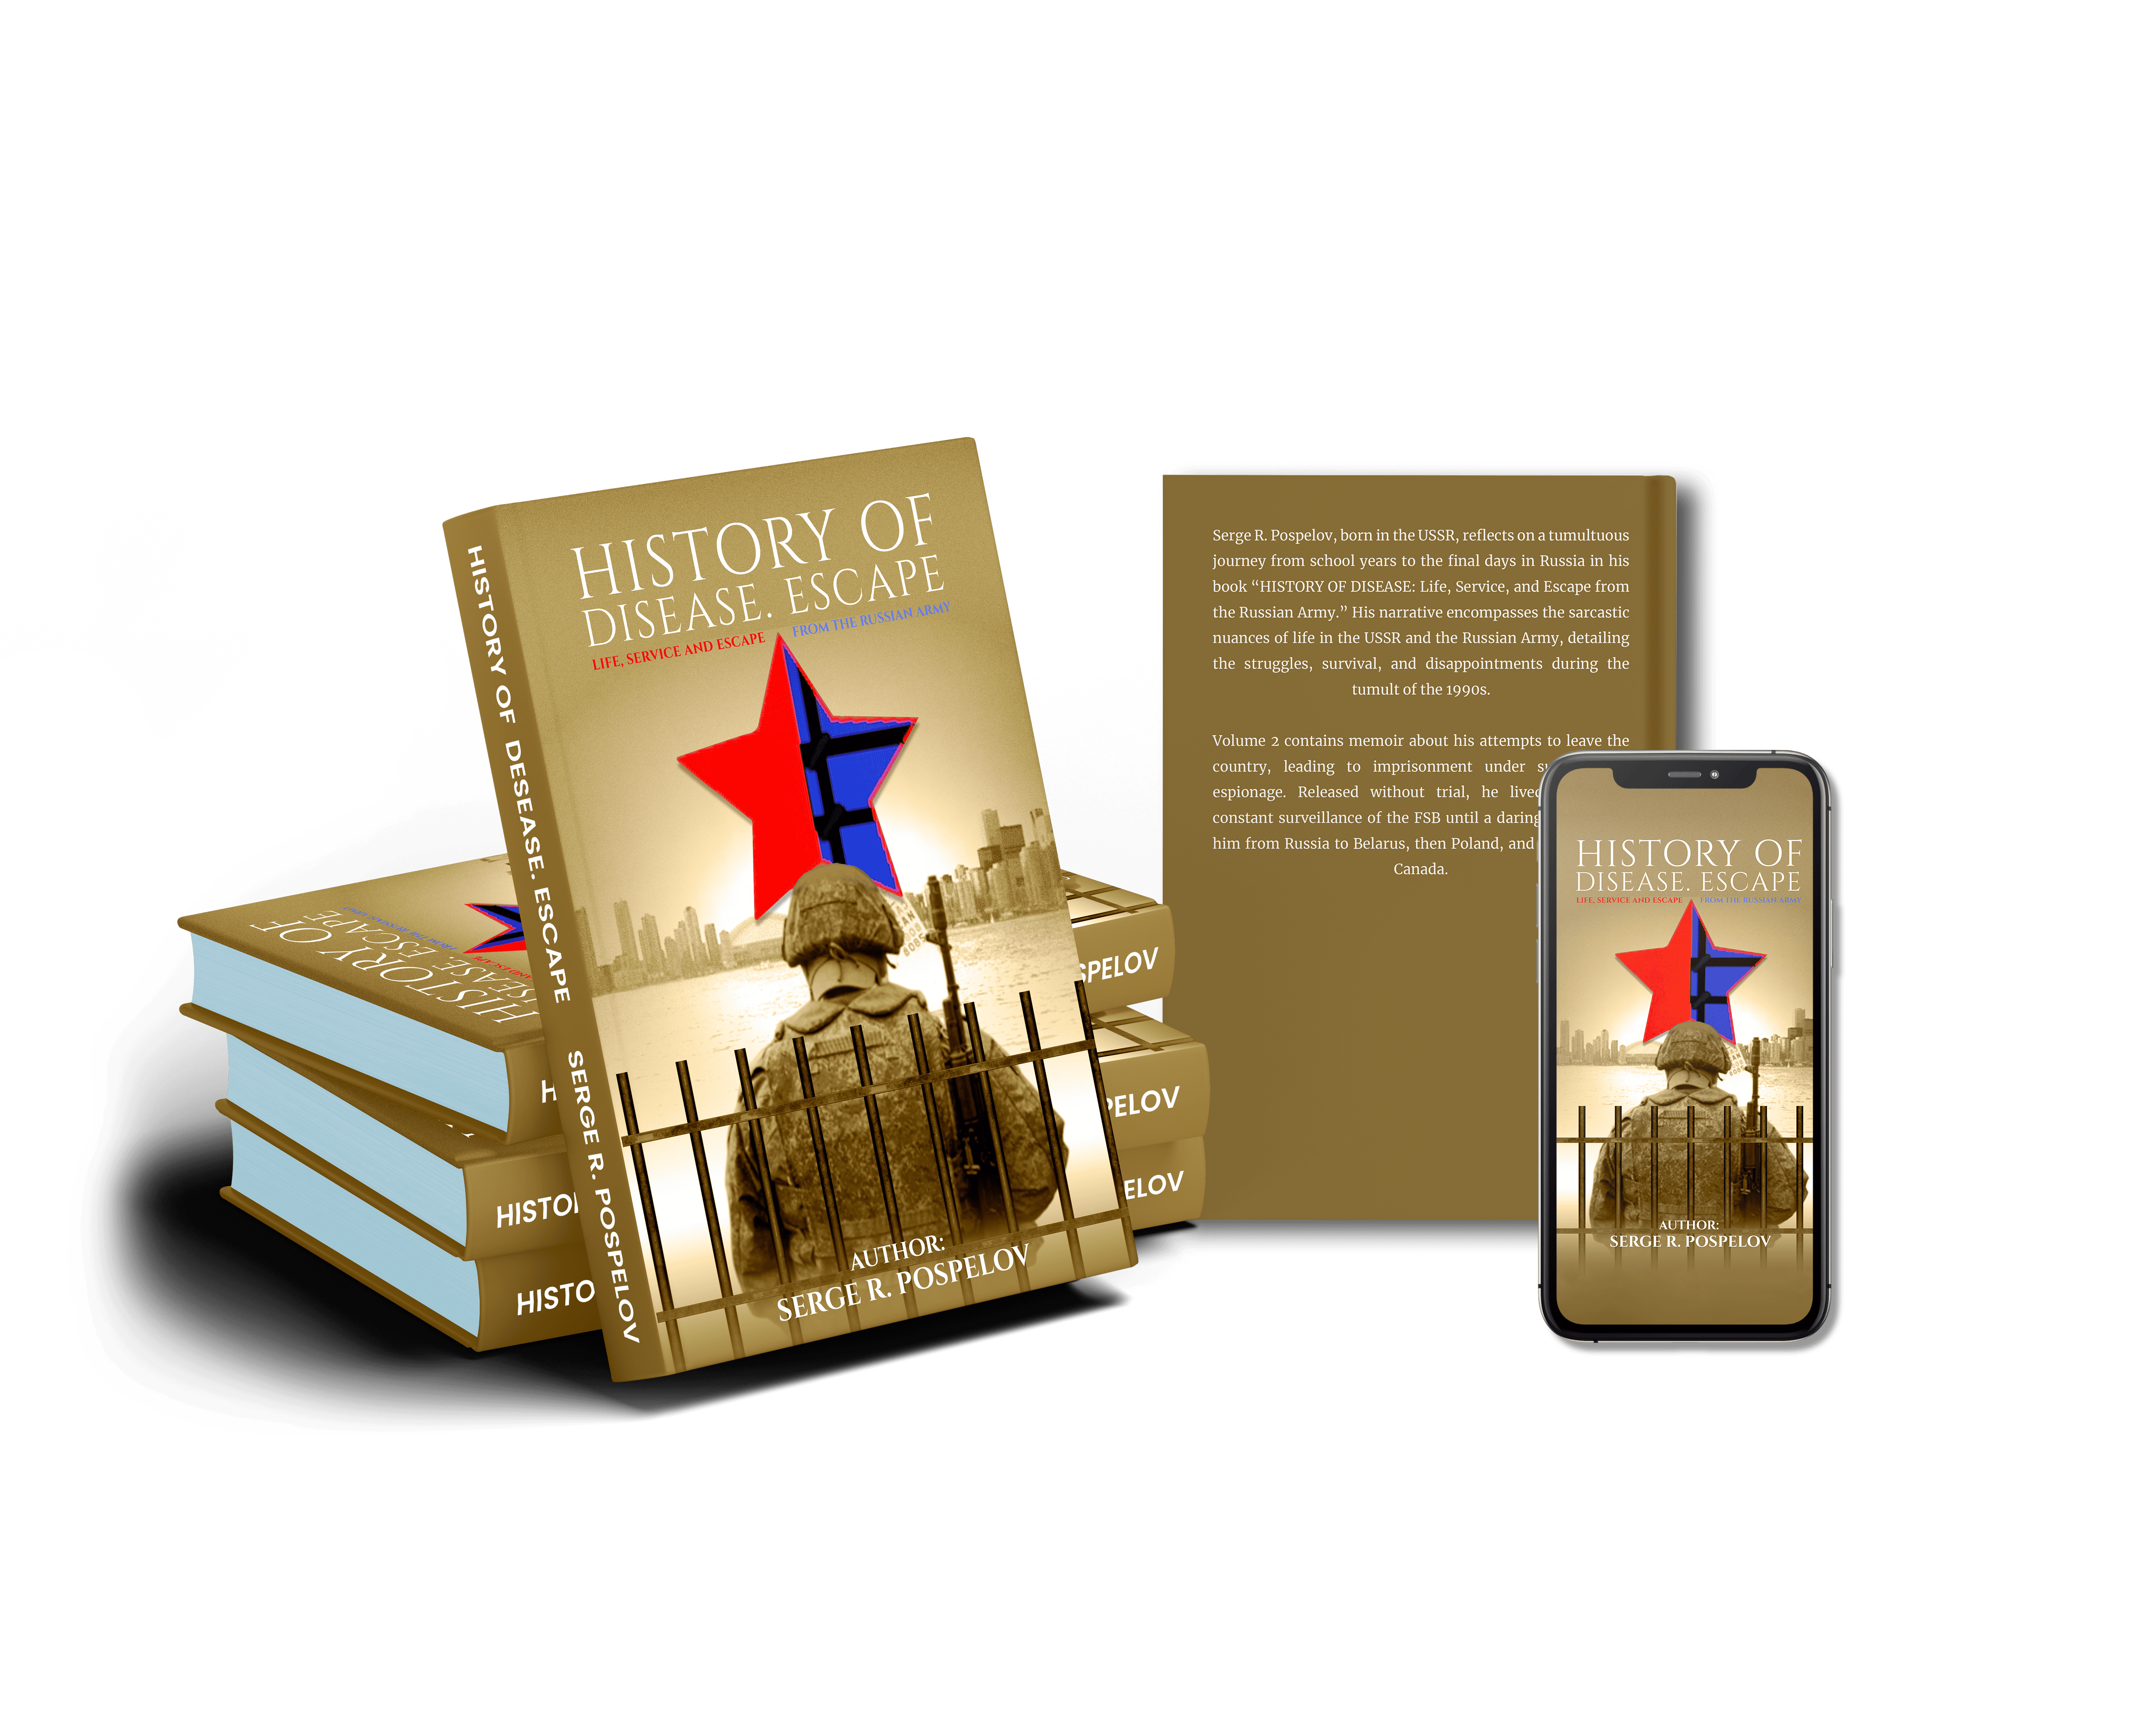 HISTORY OF
DISEASE. ESCAPE
LIFE, SERVICE AND ESCAPE FROM THE RUSSIAN ARMY
AUTHOR:
SERGE R. POSPELOV
HISTORY OF DESEASE. ESCAPE SERGE R. POSPELOV
HISTORY OF
ESCAPE
FROM THE RUSSIAN ARMY
H
HISTO
HISTO
SPELOV
PELOV
ELOV
Serge R. Pospelov, born in the USSR, reflects on a tumultuous
journey from school years to the final days in Russia in his
book “HISTORY OF DISEASE: Life, Service, and Escape from
the Russian Army.” His narrative encompasses the sarcastic
nuances of life in the USSR and the Russian Army, detailing
the struggles, survival, and disappointments during the
tumult of the 1990s.
Volume 2 contains memoir about his attempts to leave the
country, leading to imprisonment under
espionage. Released without trial, he lived
constant surveillance of the FSB until a daring
him from Russia to Belarus, then Poland, and
Canada.
HISTORY OF
DISEASE. ESCAPE
LIFE, SERVICE AND ESCAPE FROM THE RUSSIAN ARMY
AUTHOR:
SERGE R. POSPELOV